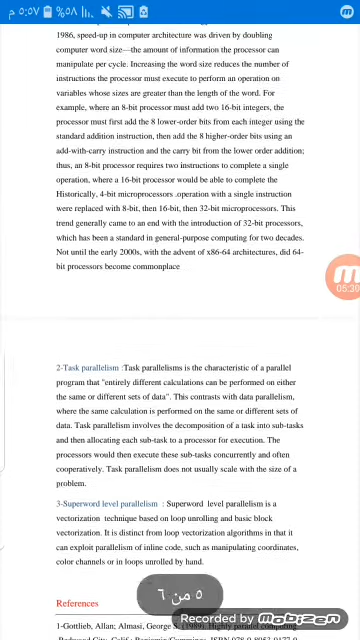 ٥:٥٧ م
٥٨%
1986, speed-up in computer architecture was driven by doubling
computer word size—the amount of information the processor can
manipulate per cycle. Increasing the word size reduces the number of
instructions the processor must execute to perform an operation on
variables whose sizes are greater than the length of the word. For
example, where an 8-bit processor must add two 16-bit integers, the
processor must first add the 8 lower-order bits from each integer using the
standard addition instruction, then add the 8 higher-order bits using an
add-with-carry instruction and the carry bit from the lower order addition;
thus, an 8-bit processor requires two instructions to complete a single
operation, where a 16-bit processor would be able to complete the
Historically, 4-bit microprocessors .operation with a single instruction
were replaced with 8-bit, then 16-bit, then 32-bit microprocessors. This
trend generally came to an end with the introduction of 32-bit processors,
which has been a standard in general-purpose computing for two decades.
Not until the early 2000s, with the advent of x86-64 architectures, did 64-
bit processors become commonplace
05:39
2-Task parallelism :Task parallelisms is the characteristic of a parallel
program that "entirely different calculations can be performed on either
the same or different sets of data". This contrasts with data parallelism,
where the same calculation is performed on the same or different sets of
data. Task parallelism involves the decomposition of a task into sub-tasks
and then allocating each sub-task to a processor for execution. The
processors would then execute these sub-tasks concurrently and often
cooperatively. Task parallelism does not usually scale with the size of a
problem.
3-Superword level parallelism : Superword level parallelism is a
vectorization technique based on loop unrolling and basic block
vectorization. It is distinct from loop vectorization algorithms in that it
can exploit parallelism of inline code, such as manipulating coordinates,
color channels or in loops unrolled by hand.
٥ من ٦
References
Recorded by Mobizen
1-Gottlieb, Allan; Almasi, George S. (1989). Highly parallel computing